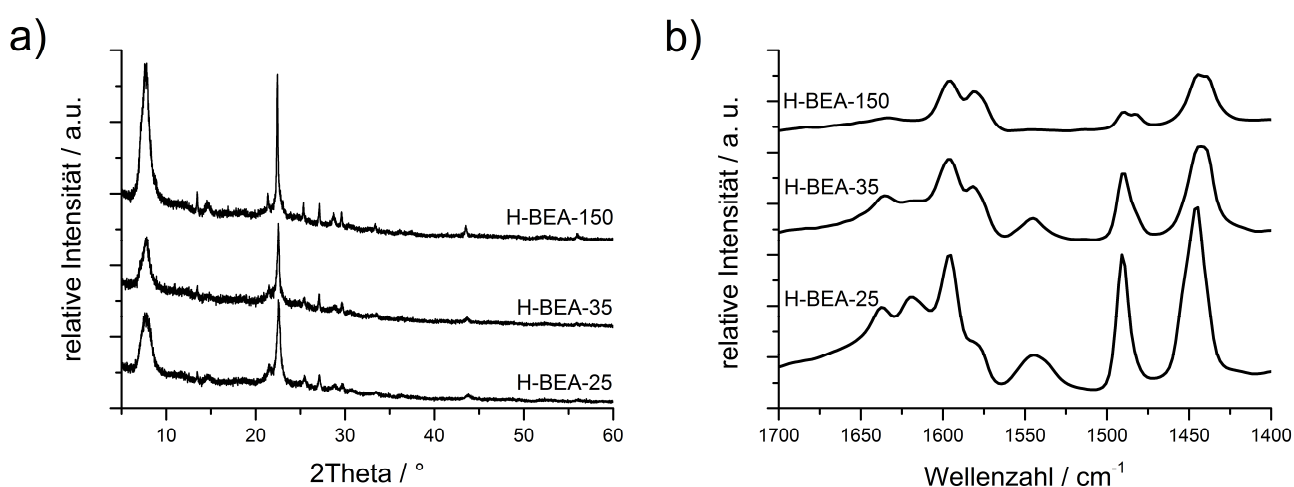 a)
relative Intensität / a.u.
H-BEA-150
H-BEA-35
H-BEA-25
10 20 30 40 50 60
2Theta / °
b)
relative Intensität / a. u.
H-BEA-150
H-BEA-35
H-BEA-25
1700 1650 1600 1550 1500 1450 1400
Wellenzahl / cm-1